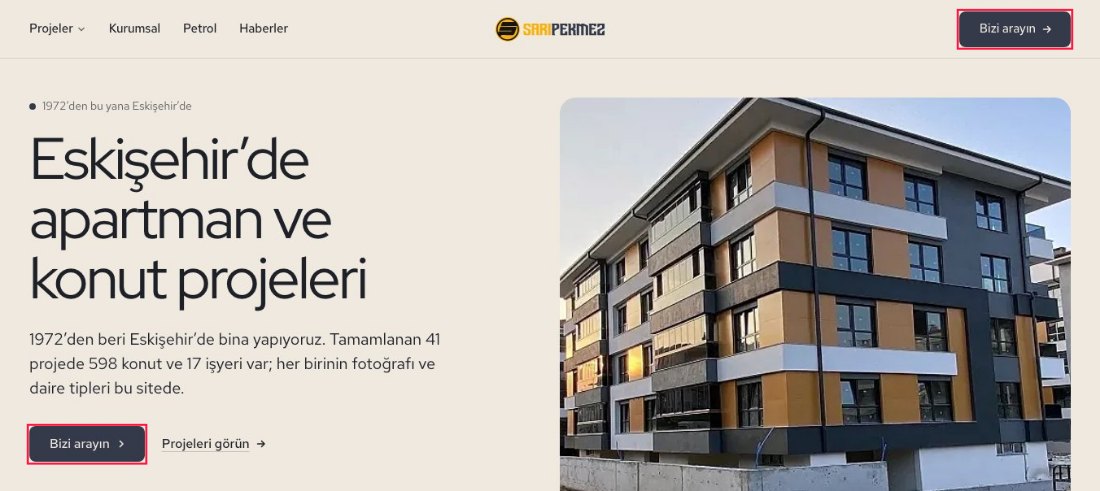 Projeler
Kurumsal
Petrol
Haberler
SARIPEKMEZ
Bizi arayın →
1972’den bu yana Eskişehir’de
Eskişehir’de
apartman ve
konut projeleri
1972’den beri Eskişehir’de bina yapıyoruz. Tamamlanan 41
projede 598 konut ve 17 işyeri var; her birinin fotoğrafı ve
daire tipleri bu sitede.
Bizi arayın >
Projeleri görün →